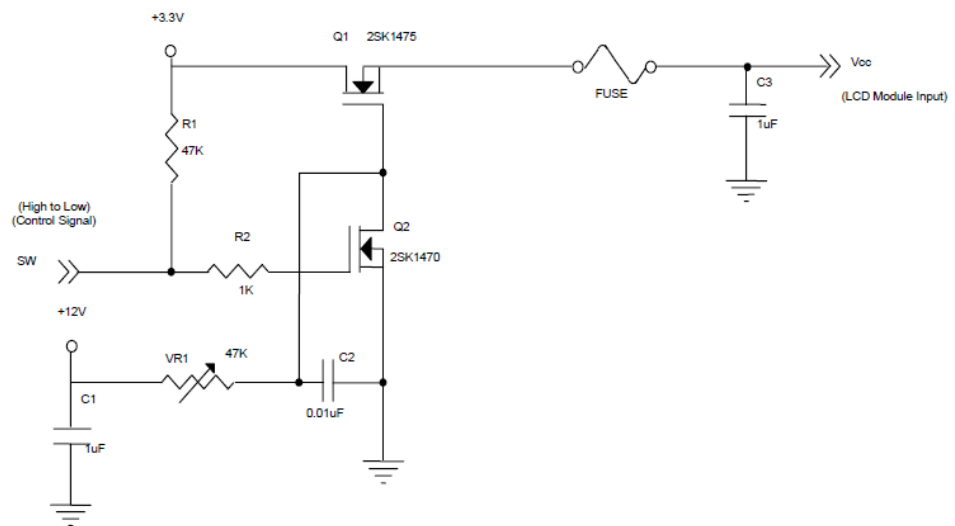 +3.3V
Q1 2SK1475
Vcc
C3
FUSE
(LCD Module Input)
R1
1uF
47K
(High to Low)
(Control Signal)
Q2
R2
SW
2SK1470
1K
+12V
VR1
47K
C2
C1
0.01uF
1uF